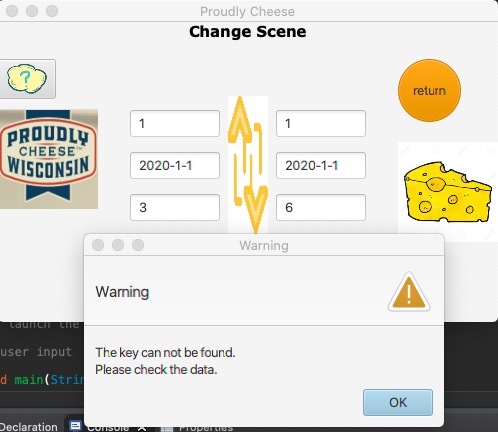 Proudly Cheese
Change Scene
?
return
PROUDLY
CHEESE
WISCONSIN
1
1
2020-1-1
2020-1-1
3
6
Warning
Warning
The key can not be found.
Please check the data.
OK
launch the
user input
d main(Strin
Declaration
Console
Properties